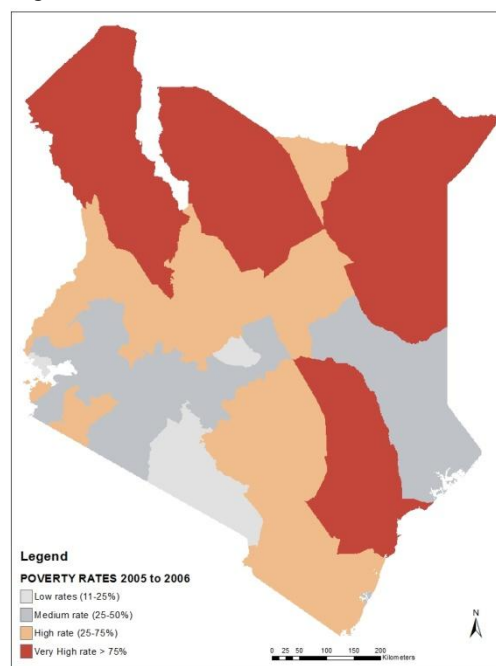 Legend
POVERTY RATES 2005 to 2006
Low rates (11-25%)
Medium rate (25-50%)
High rate (25-75%)
Very High rate > 75%
N
0 25 50 100 150 200
Kilometers